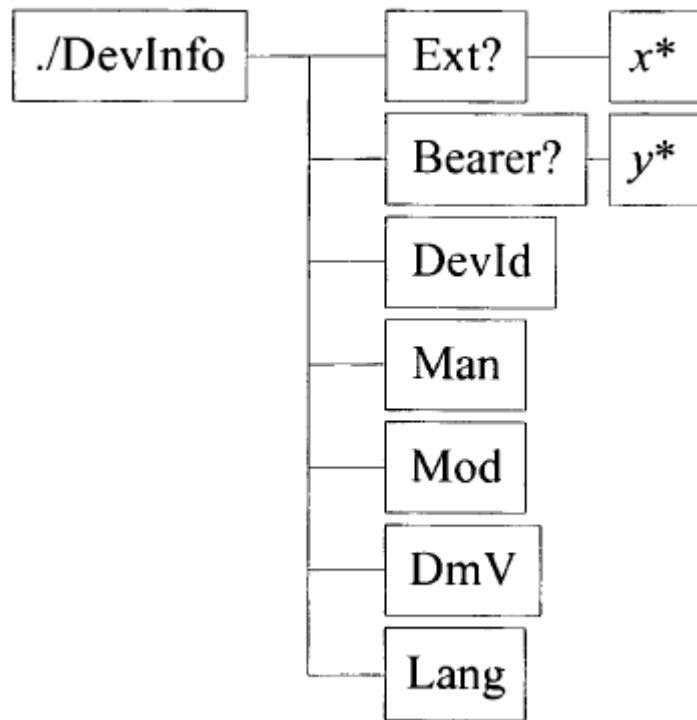 ./DevInfo Ext? x*
Bearer? y*
DevId
Man
Mod
DmV
Lang